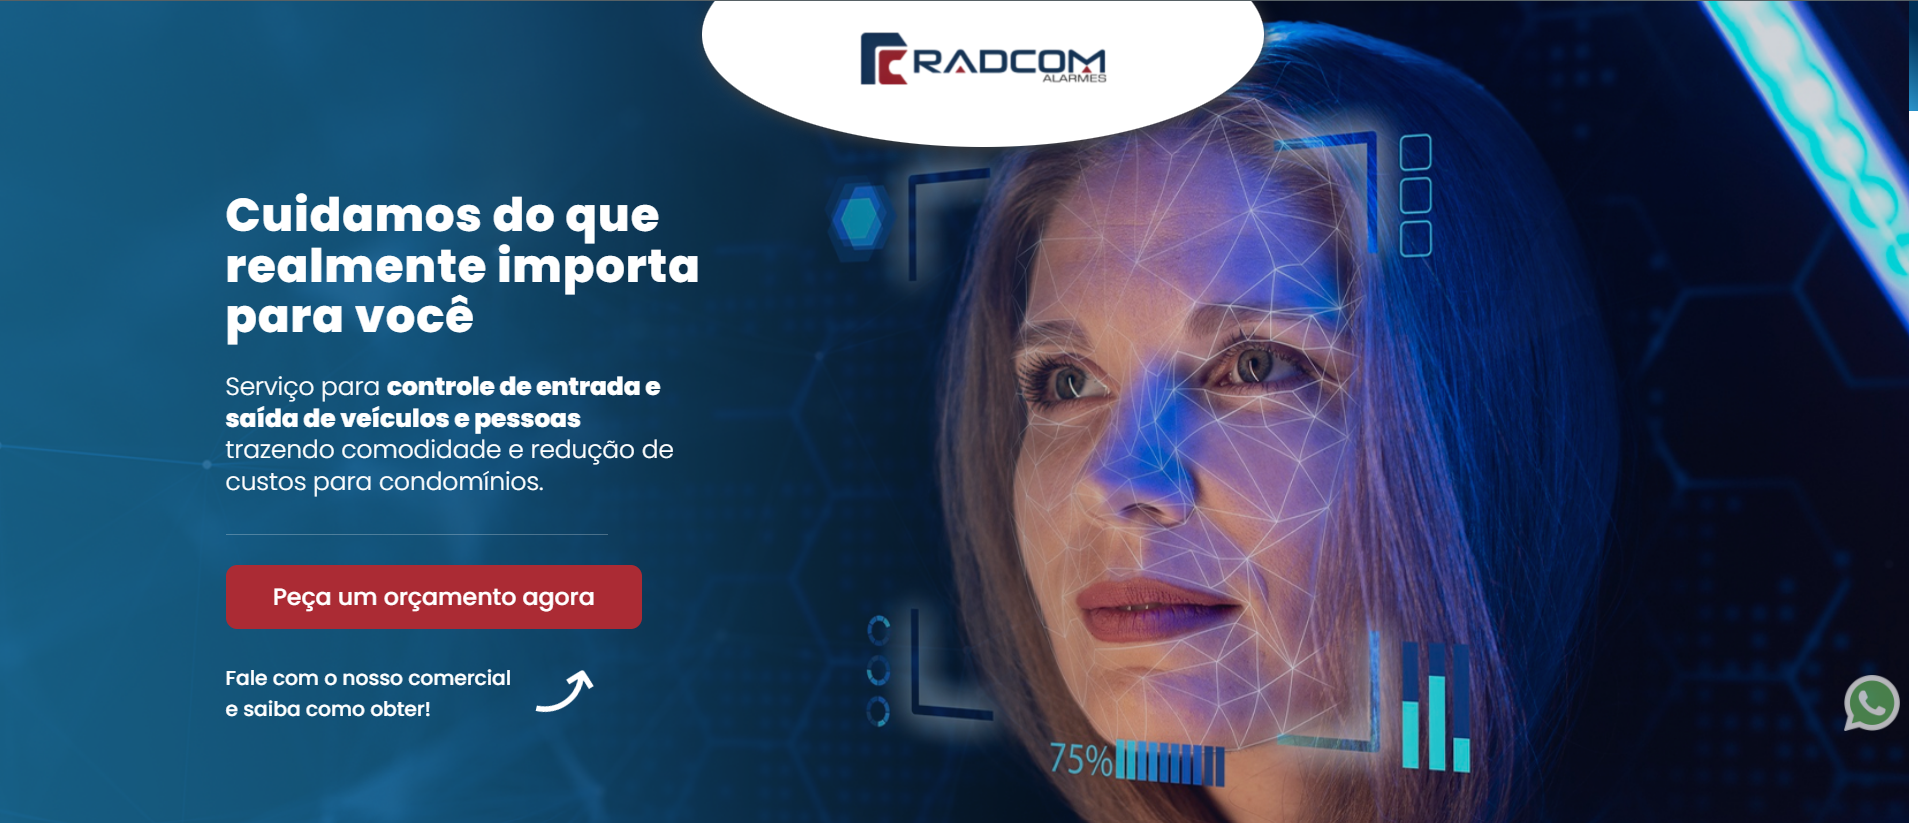 RADCOM
ALARMES
Cuidamos do que
realmente importa
para você
Serviço para controle de entrada e
saída de veículos e pessoas
trazendo comodidade e redução de
custos para condomínios.
Peça um orçamento agora
Fale com o nosso comercial
e saiba como obter!
75%